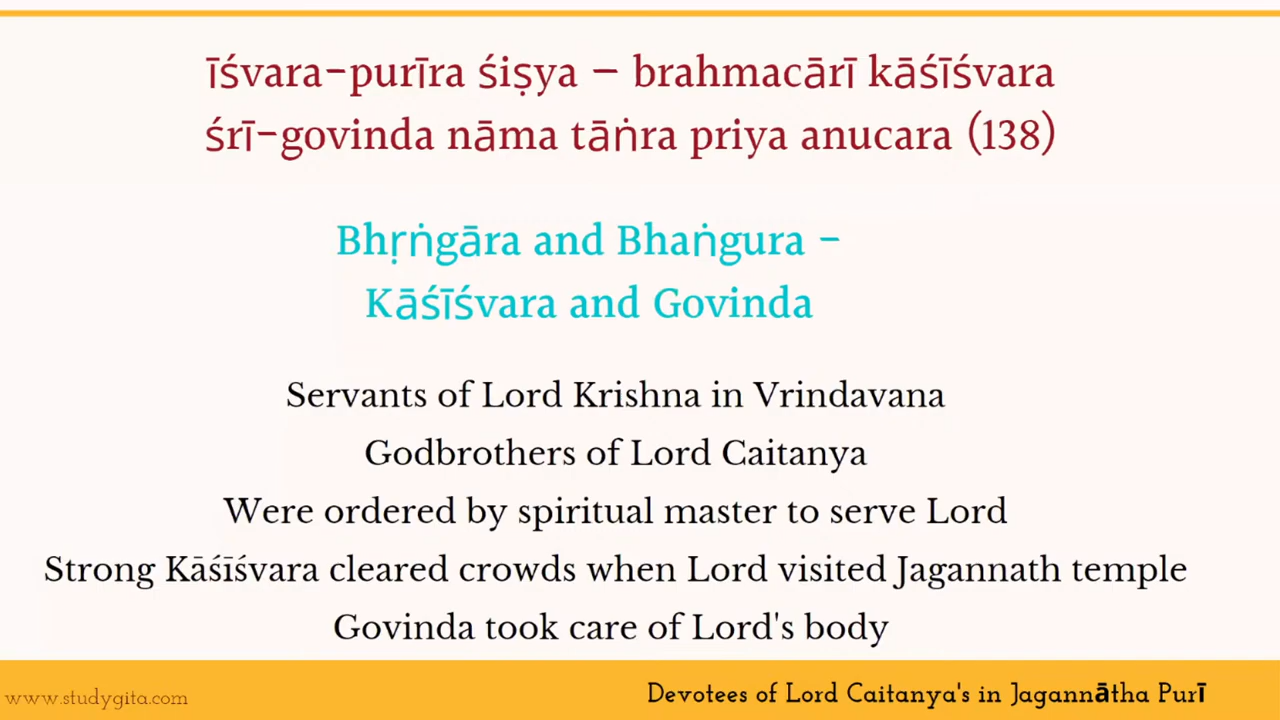 īśvara-purīra śiṣya – brahmacārī kāśīśvara
śrī-govinda nāma tāṅra priya anucara (138)
Bhṛṅgāra and Bhaṅgura -
Kāśīśvara and Govinda
Servants of Lord Krishna in Vrindavana
Godbrothers of Lord Caitanya
Were ordered by spiritual master to serve Lord
Strong Kāśīśvara cleared crowds when Lord visited Jagannath temple
Govinda took care of Lord's body
www.studygita.com
Devotees of Lord Caitanya's in Jagannātha Purī